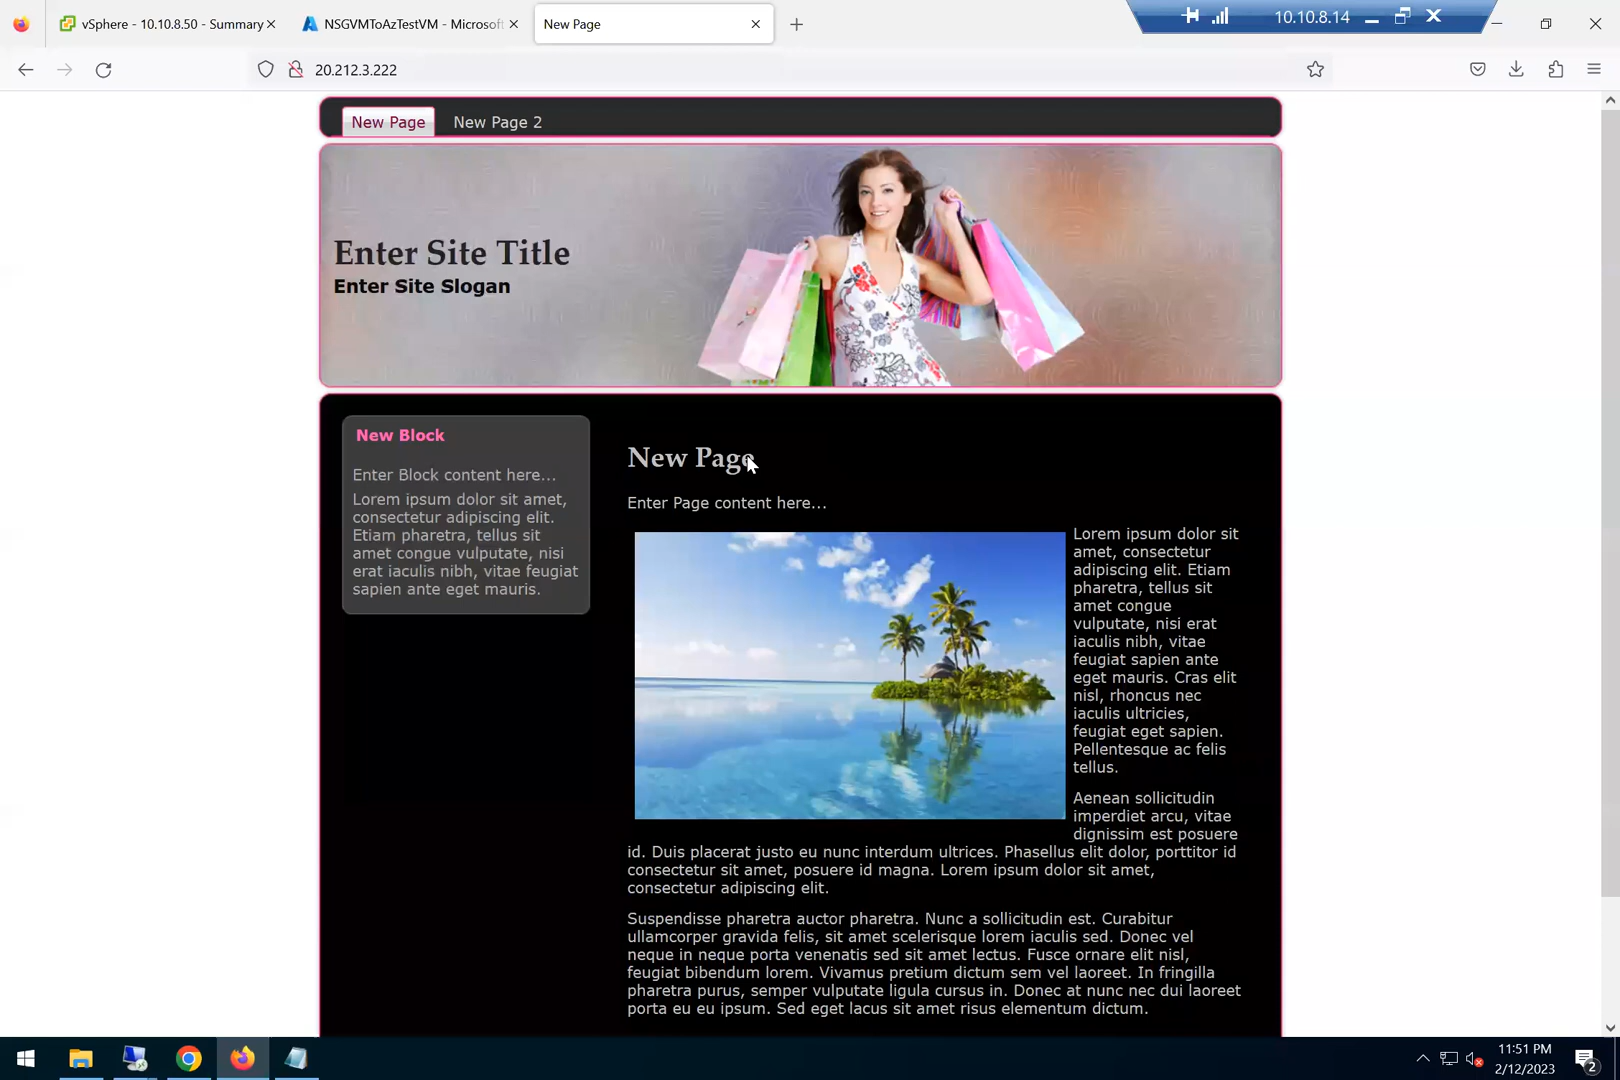 vSphere - 10.10.8.50 - Summary
NSGVMToAzTestVM - Microsoft
New Page
10.10.8.14
20.212.3.222
New Page
New Page 2
Enter Site Title
Enter Site Slogan
New Block
Enter Block content here...
Lorem ipsum dolor sit amet,
consectetur adipiscing elit.
Etiam pharetra, tellus sit
amet congue vulputate, nisi
erat iaculis nibh, vitae feugiat
sapien ante eget mauris.
New Page
Enter Page content here...
Lorem ipsum dolor sit
amet, consectetur
adipiscing elit. Etiam
pharetra, tellus sit
amet congue
vulputate, nisi erat
iaculis nibh, vitae
feugiat sapien ante
eget mauris. Cras elit
nisl, rhoncus nec
iaculis ultricies,
feugiat eget sapien.
Pellentesque ac felis
tellus.
Aenean sollicitudin
imperdiet arcu, vitae
dignissim est posuere
id. Duis placerat justo eu nunc interdum ultrices. Phasellus elit dolor, porttitor id
consectetur sit amet, posuere id magna. Lorem ipsum dolor sit amet,
consectetur adipiscing elit.
Suspendisse pharetra auctor pharetra. Nunc a sollicitudin est. Curabitur
ullamcorper gravida felis, sit amet scelerisque lorem iaculis sed. Donec vel
neque in neque porta venenatis sed sit amet lectus. Fusce ornare elit nisl,
feugiat bibendum lorem. Vivamus pretium dictum sem vel laoreet. In fringilla
pharetra purus, semper vulputate ligula cursus in. Donec at nunc nec dui laoreet
porta eu eu ipsum. Sed eget lacus sit amet risus elementum dictum.
11:51 PM
2/12/2023
2